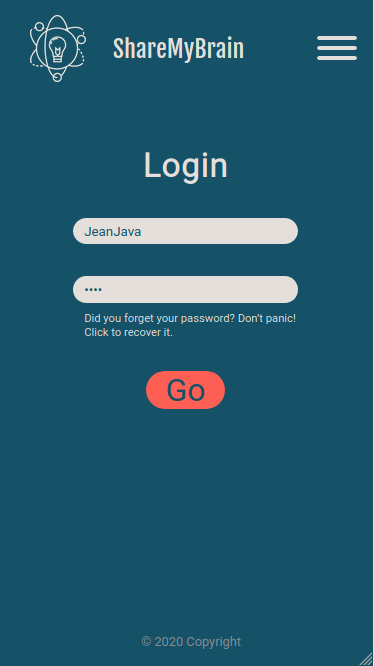 ShareMyBrain
Login
JeanJava
••••
Did you forget your password? Don't panic!
Click to recover it.
Go
© 2020 Copyright